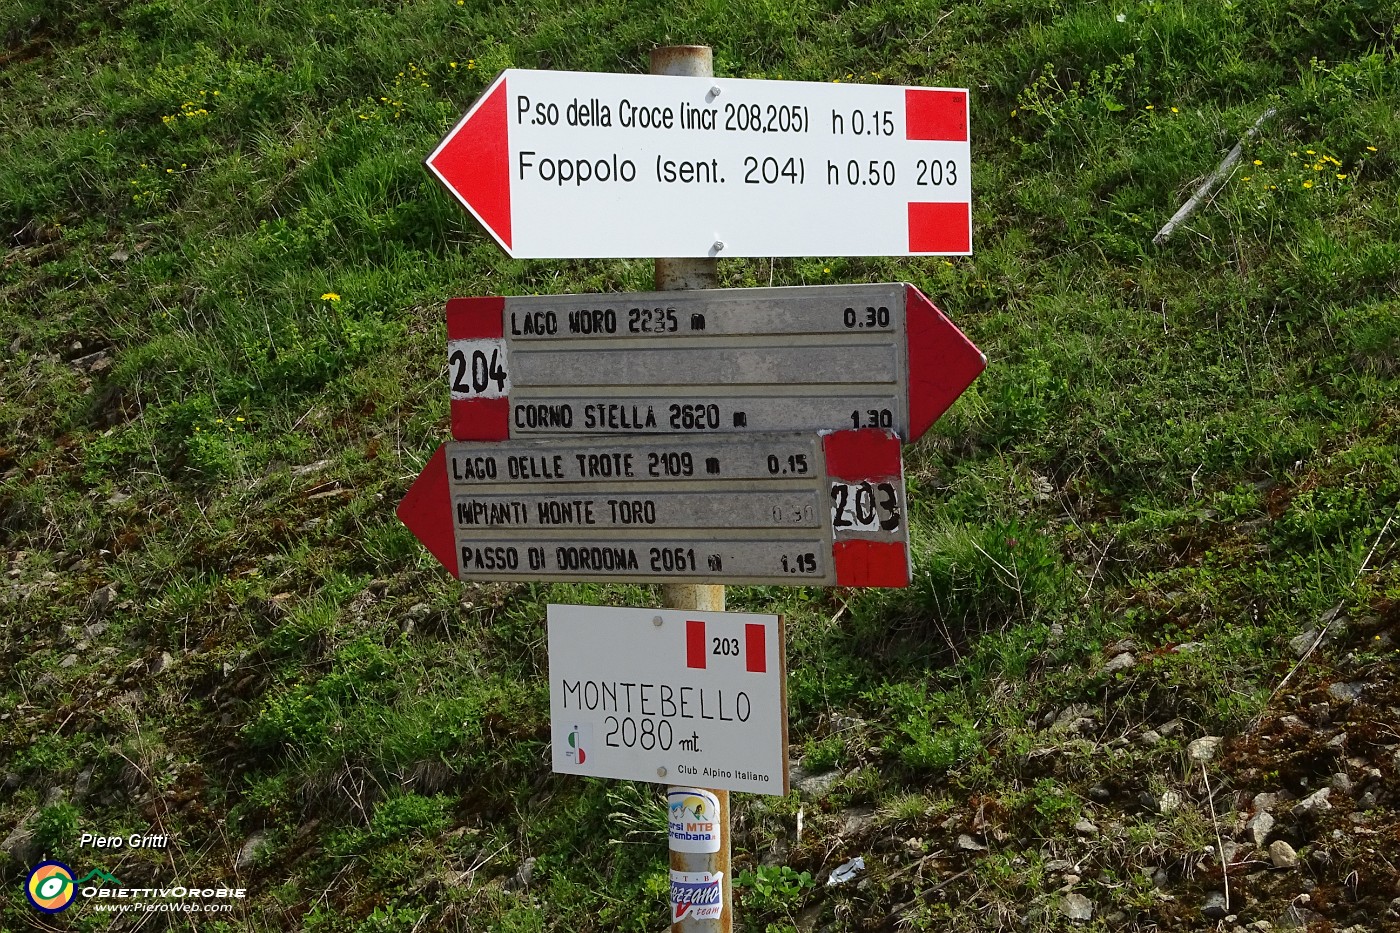 P.so della Croce (incr 208,205) h 0.15
Foppolo (sent. 204) h 0.50 203
LAGO MORO 2235 m 0.30
204
CORNO STELLA 2620 m 1.30
LAGO DELLE TROTE 2109 m 0.15
IMPIANTI MONTE TORO 0.30
203
PASSO DI DORDONA 2061 m 1.15
203
MONTEBELLO
2080 mt.
Club Alpino Italiano
MTB
team
Piero Gritti
OBIETTIVOROBIE
www.PieroWeb.com